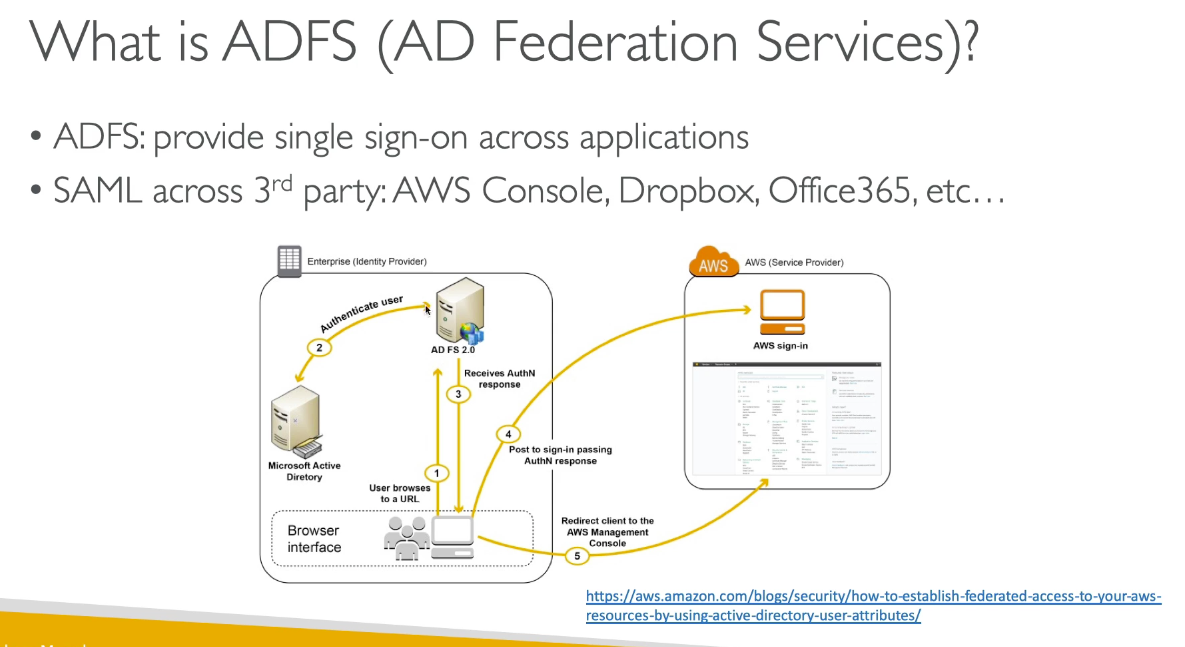 What is ADFS (AD Federation Services)?
• ADFS: provide single sign-on across applications
• SAML across 3rd party: AWS Console, Dropbox, Office365, etc…
Enterprise (Identity Provider)
AWS
AWS (Service Provider)
Authenticate user
2
AD FS 2.0
AWS sign-in
Receives AuthN
response
3
4
Post to sign-in passing
AuthN response
Microsoft Active
Diretory
1
User browses
to a URL
Browser
interface
Redirect client to the
AWS Management
Console
5
https://aws.amazon.com/blogs/security/how-to-establish-federated-access-to-your-aws-
resources-by-using-active-directory-user-attributes/